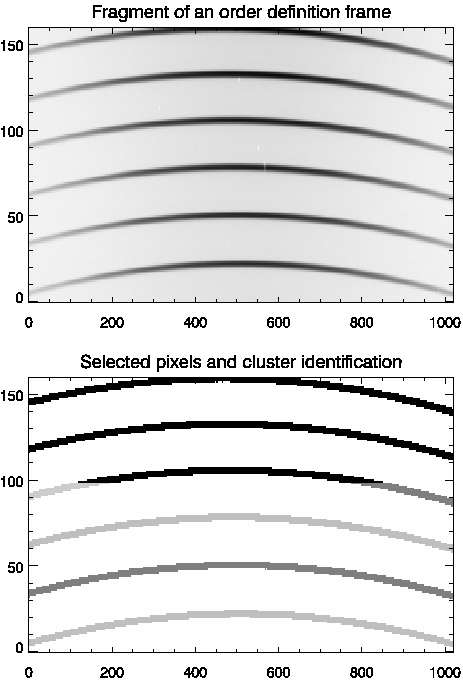 Fragment of an order definition frame
150
100
50
0
0 200 400 600 800 1000
Selected pixels and cluster identification
150
100
50
0
0 200 400 600 800 1000